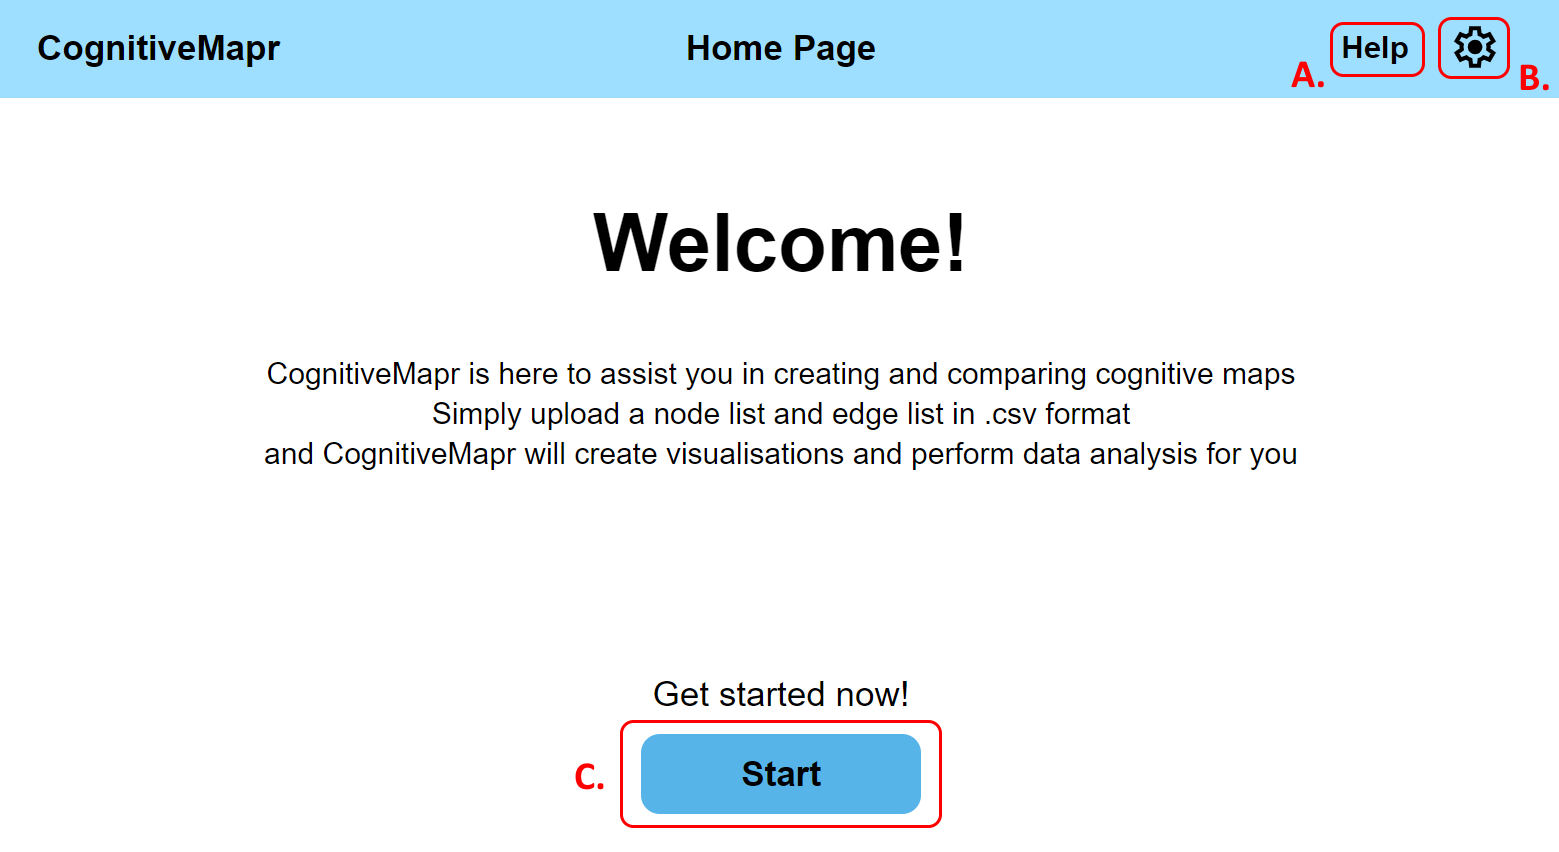 CognitiveMapr
Home Page
A.
Help
B.
Welcome!
CognitiveMapr is here to assist you in creating and comparing cognitive maps
Simply upload a node list and edge list in .csv format
and CognitiveMapr will create visualisations and perform data analysis for you
Get started now!
C.
Start